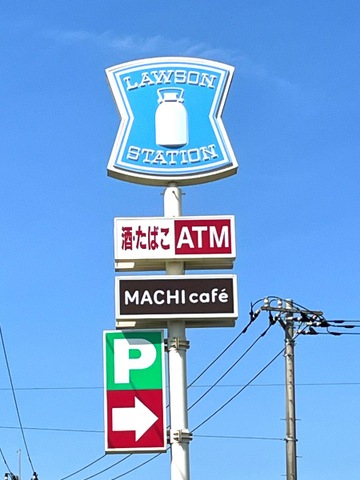 LAWSON
STATION
酒・たばこ ATM
MACHI café
P